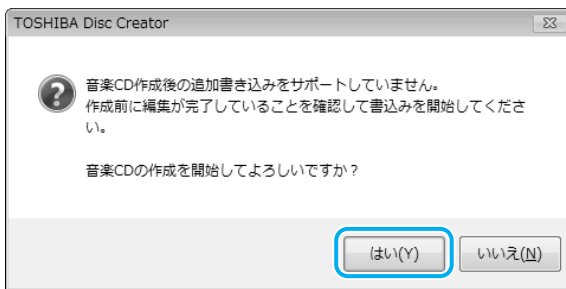 TOSHIBA Disc Creator
音楽CD作成後の追加書き込みをサポートしていません。
作成前に編集が完了していることを確認して書込みを開始してくださ
い。
音楽CDの作成を開始してよろしいですか？
はい(Y)
いいえ(N)